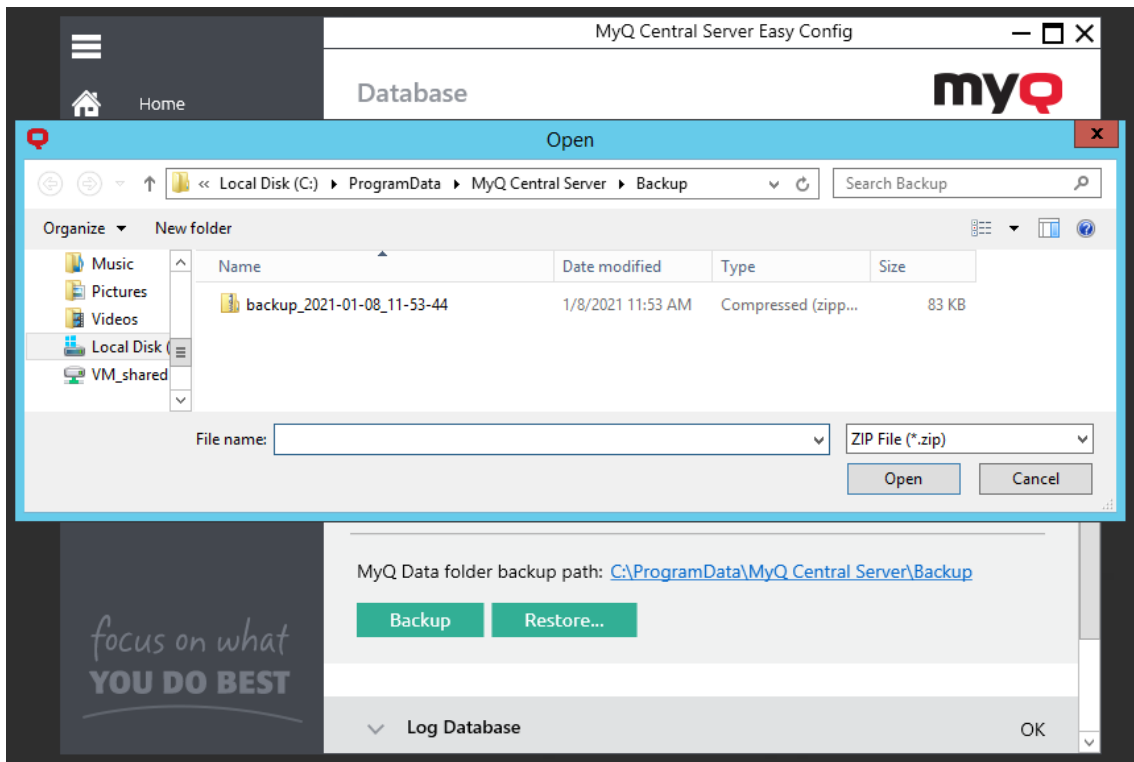 MyQ Central Server Easy Config
Home
Database
myQ
Open
« Local Disk (C:) ProgramData MyQ Central Server Backup
Search Backup
Organize New folder
Music
Pictures
Videos
Local Disk (
VM_shared
Name Date modified Type Size
backup_2021-01-08_11-53-44 1/8/2021 11:53 AM Compressed (zipp... 83 KB
File name:
ZIP File (*.zip)
Open Cancel
MyQ Data folder backup path: C:\ProgramData\MyQ Central Server\Backup
Backup Restore...
focus on what
YOU DO BEST
Log Database OK